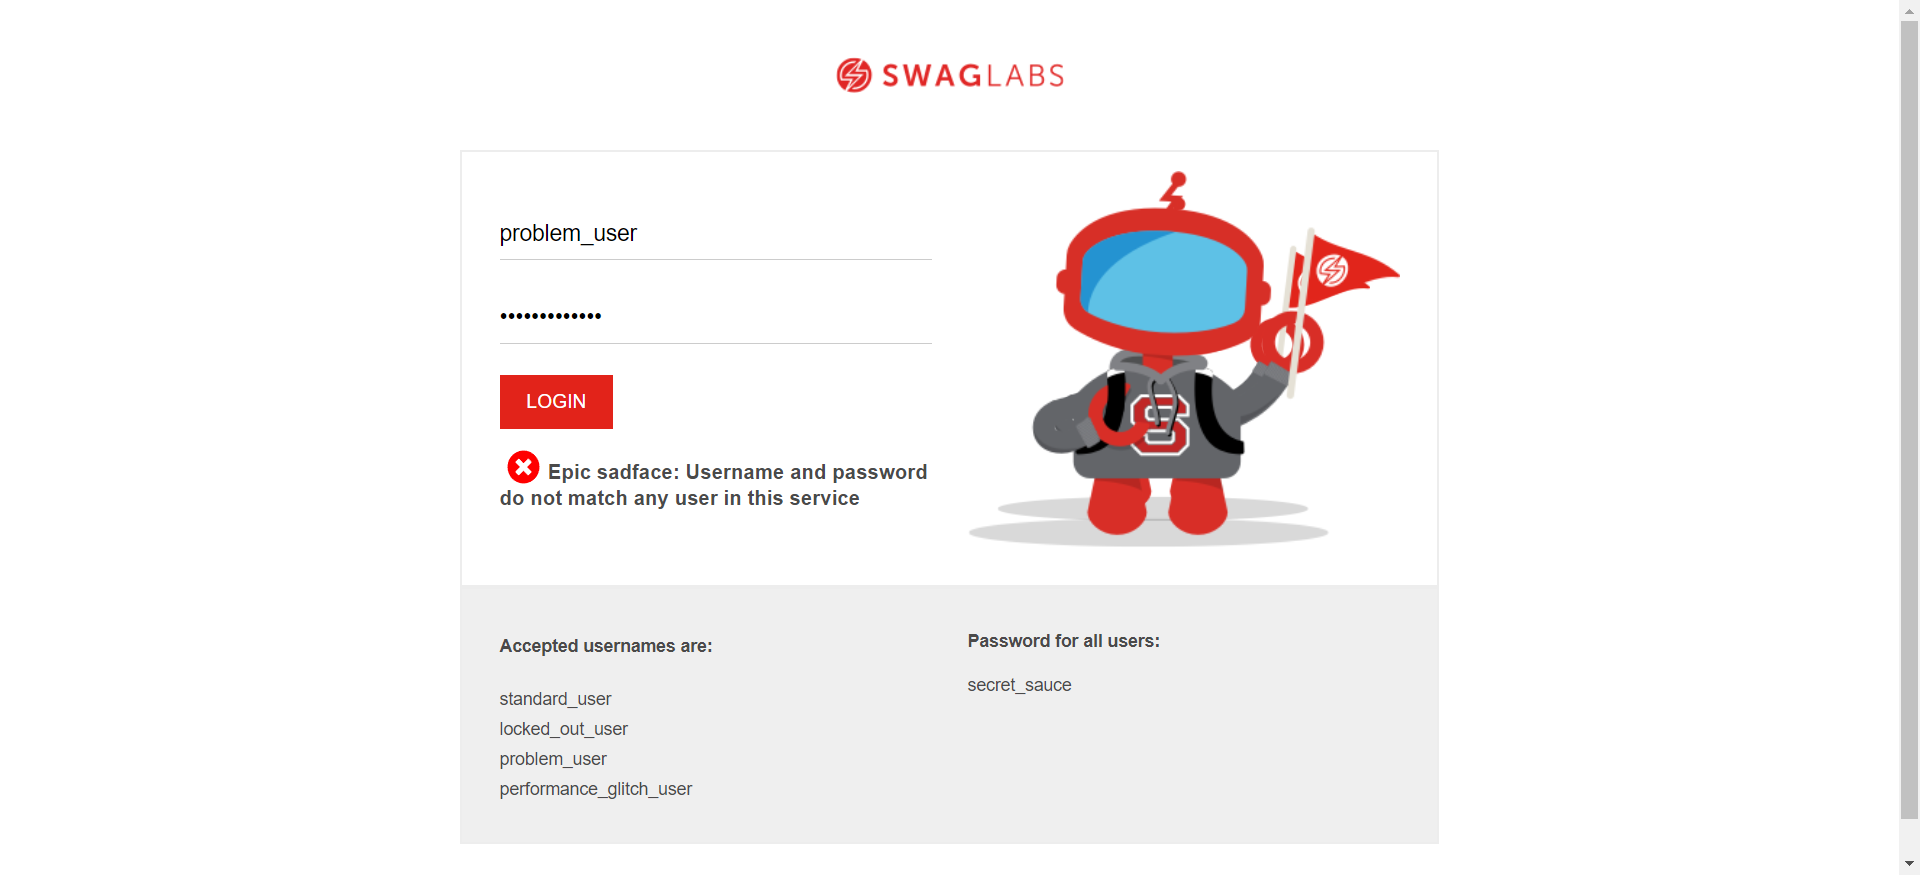 SWAGLABS
problem_user
•••••••••••••
LOGIN
Epic sadface: Username and password
do not match any user in this service
S
Accepted usernames are:
standard_user
locked_out_user
problem_user
performance_glitch_user
Password for all users:
secret_sauce